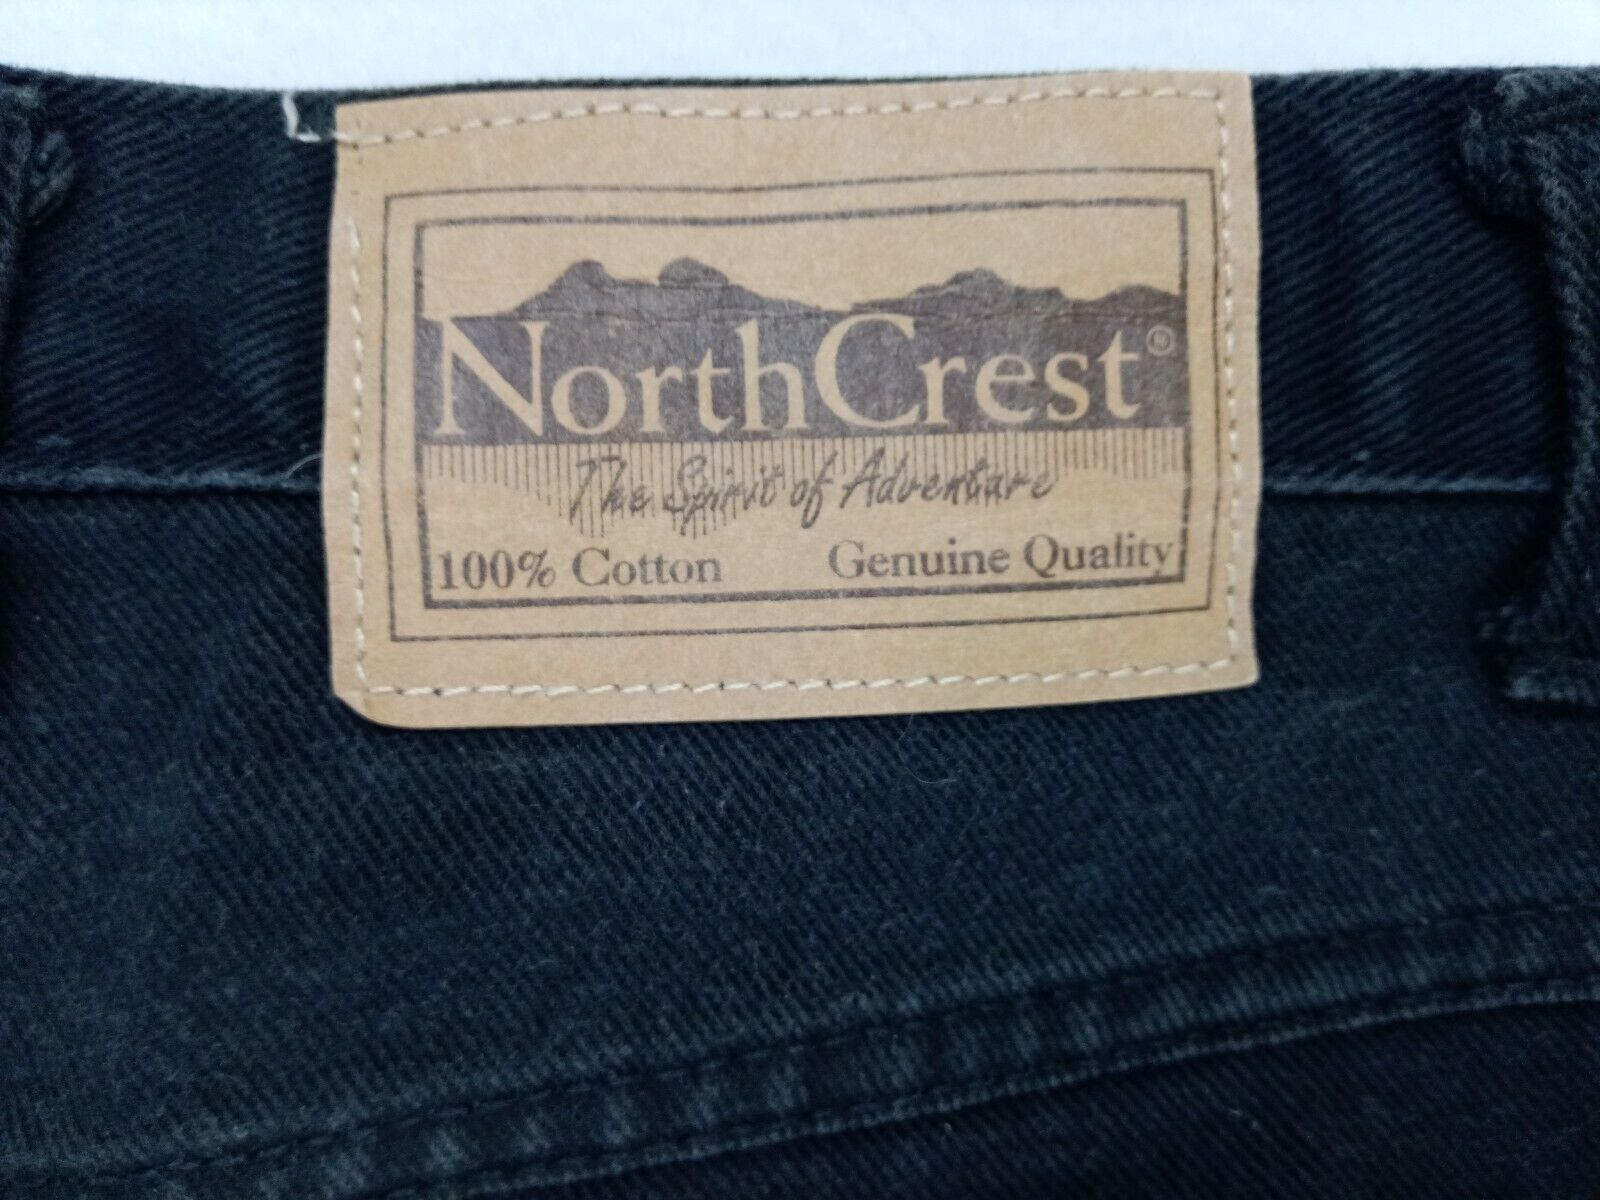 NorthCrest®
The Spirit of Adventure
100% Cotton Genuine Quality